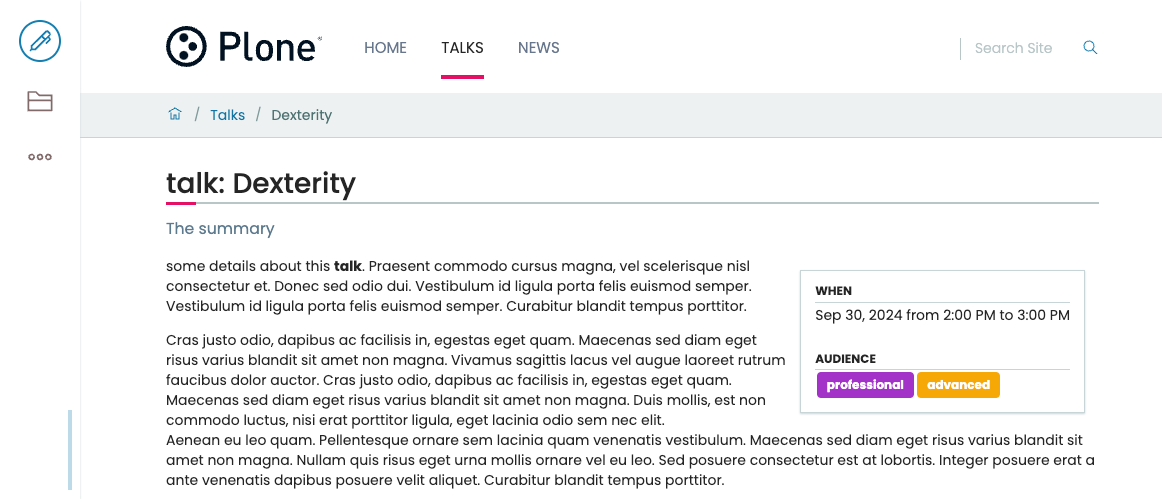 Plone®
HOME TALKS NEWS
Search Site
/ Talks / Dexterity
talk: Dexterity
The summary
some details about this talk. Praesent commodo cursus magna, vel scelerisque nisl
consectetur et. Donec sed odio dui. Vestibulum id ligula porta felis euismod semper.
Vestibulum id ligula porta felis euismod semper. Curabitur blandit tempus porttitor.
WHEN
Sep 30, 2024 from 2:00 PM to 3:00 PM
AUDIENCE
professional advanced
Cras justo odio, dapibus ac facilisis in, egestas eget quam. Maecenas sed diam eget
risus varius blandit sit amet non magna. Vivamus sagittis lacus vel augue laoreet rutrum
faucibus dolor auctor. Cras justo odio, dapibus ac facilisis in, egestas eget quam.
Maecenas sed diam eget risus varius blandit sit amet non magna. Duis mollis, est non
commodo luctus, nisi erat porttitor ligula, eget lacinia odio sem nec elit.
Aenean eu leo quam. Pellentesque ornare sem lacinia quam venenatis vestibulum. Maecenas sed diam eget risus varius blandit sit
amet non magna. Nullam quis risus eget urna mollis ornare vel eu leo. Sed posuere consectetur est at lobortis. Integer posuere erat a
ante venenatis dapibus posuere velit aliquet. Curabitur blandit tempus porttitor.